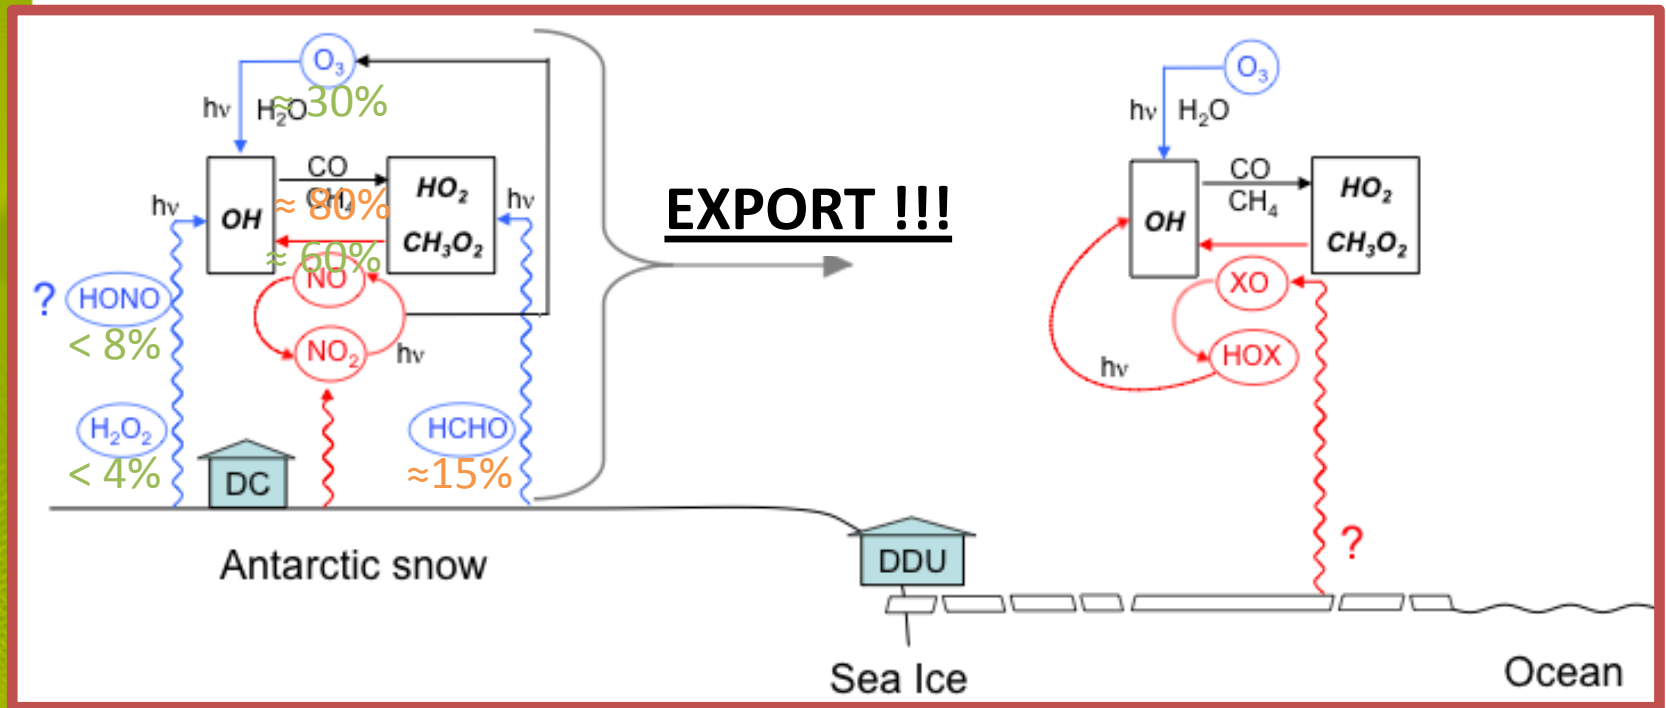 O₃
≈ 30%
hν
H₂O
CO
CH₄
≈ 80%
OH
HO₂
CH₃O₂
≈ 60%
hν
hν
NO
NO₂
hν
? HONO
< 8%
H₂O₂
< 4%
HCHO
≈15%
DC
Antarctic snow
EXPORT !!!
O₃
hν
H₂O
CO
CH₄
OH
HO₂
CH₃O₂
XO
HOX
hν
?
DDU
Sea Ice
Ocean